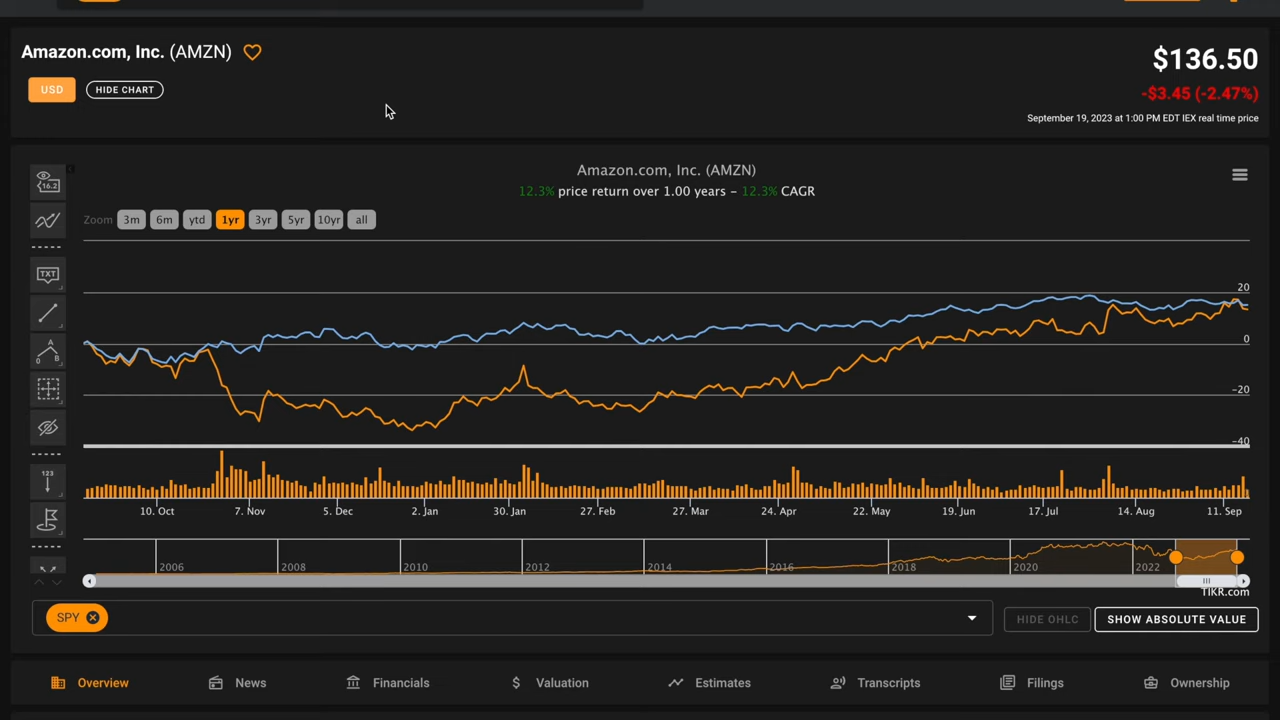 Amazon.com, Inc. (AMZN)
$136.50
USD
HIDE CHART
-$3.45 (-2.47%)
September 19, 2023 at 1:00 PM EDT IEX real time price
Amazon.com, Inc. (AMZN)
12.3% price return over 1.00 years – 12.3% CAGR
16.2
Zoom 3m 6m ytd 1yr 3yr 5yr 10yr all
TXT
20
0
-20
-40
A
0 B
123
10. Oct 7. Nov 5. Dec 2. Jan 30. Jan 27. Feb 27. Mar 24. Apr 22. May 19. Jun 17. Jul 14. Aug 11. Sep
2006 2008 2010 2012 2014 2016 2018 2020 2022
TIKR.com
SPY
HIDE OHLC
SHOW ABSOLUTE VALUE
Overview News Financials $ Valuation Estimates Transcripts Filings Ownership